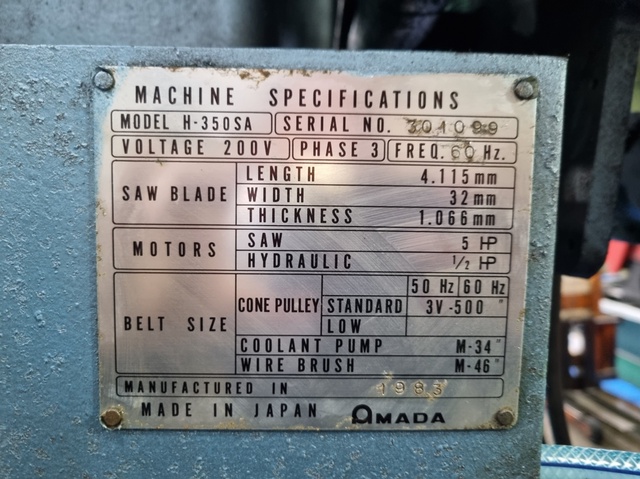 MACHINE SPECIFICATIONS
MODEL H-350SA SERIAL NO. 301099
VOLTAGE 200V PHASE 3 FREQ. 60 Hz.
SAW BLADE LENGTH 4.115mm
WIDTH 32mm
THICKNESS 1.066mm
MOTORS SAW 5 HP
HYDRAULIC 1/2 HP
BELT SIZE CONE PULLEY 50 Hz 60 Hz
STANDARD 3V-500"
LOW
COOLANT PUMP M-34"
WIRE BRUSH M-46"
MANUFACTURED IN 1983
MADE IN JAPAN AMADA